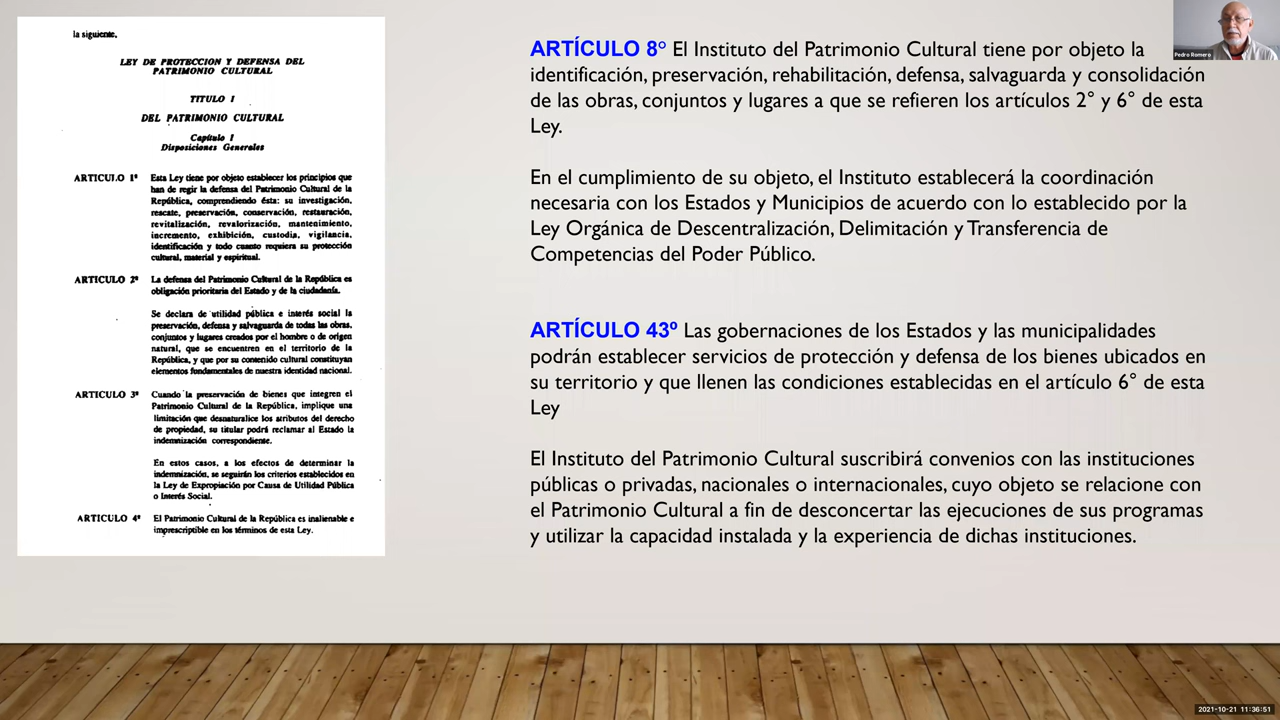 la siguiente,
LEY DE PROTECCION Y DEFENSA DEL
PATRIMONIO CULTURAL
TITULO I
DEL PATRIMONIO CULTURAL
Capítulo I
Disposiciones Generales
ARTICULO 1º Esta Ley tiene por objeto establecer los principios que
han de regir la defensa del Patrimonio Cultural de la
República, comprendiendo ésta: su investigación,
rescate, preservación, conservación, restauración,
revitalización, revalorización, mantenimiento,
incremento, exhibición, custodia, vigilancia,
identificación y todo cuanto requiera su protección
cultural, material y espiritual.
ARTICULO 2º La defensa del Patrimonio Cultural de la República es
obligación prioritaria del Estado y de la ciudadanía.
Se declara de utilidad pública e interés social la
preservación, defensa y salvaguarda de todas las obras,
conjuntos y lugares creados por el hombre o de origen
natural, que se encuentren en el territorio de la
República, y que por su contenido cultural constituyan
elementos fundamentales de nuestra identidad nacional.
ARTICULO 3º Cuando la preservación de bienes que integren el
Patrimonio Cultural de la República, implique una
limitación que desnaturalice los atributos del derecho
de propiedad, su titular podrá reclamar al Estado la
indemnización correspondiente.
En estos casos, a los efectos de determinar la
indemnización, se seguirán los criterios establecidos en
la Ley de Expropiación por Causa de Utilidad Pública
o Interés Social.
ARTICULO 4º El Patrimonio Cultural de la República es inalienable e
imprescriptible en los términos de esta Ley.
ARTÍCULO 8° El Instituto del Patrimonio Cultural tiene por objeto la
identificación, preservación, rehabilitación, defensa, salvaguarda y consolidación
de las obras, conjuntos y lugares a que se refieren los artículos 2° y 6° de esta
Ley.
En el cumplimiento de su objeto, el Instituto establecerá la coordinación
necesaria con los Estados y Municipios de acuerdo con lo establecido por la
Ley Orgánica de Descentralización, Delimitación y Transferencia de
Competencias del Poder Público.
ARTÍCULO 43º Las gobernaciones de los Estados y las municipalidades
podrán establecer servicios de protección y defensa de los bienes ubicados en
su territorio y que llenen las condiciones establecidas en el artículo 6° de esta
Ley
El Instituto del Patrimonio Cultural suscribirá convenios con las instituciones
públicas o privadas, nacionales o internacionales, cuyo objeto se relacione con
el Patrimonio Cultural a fin de desconcertar las ejecuciones de sus programas
y utilizar la capacidad instalada y la experiencia de dichas instituciones.
Pedro Romero
2021-10-21 11:36:51